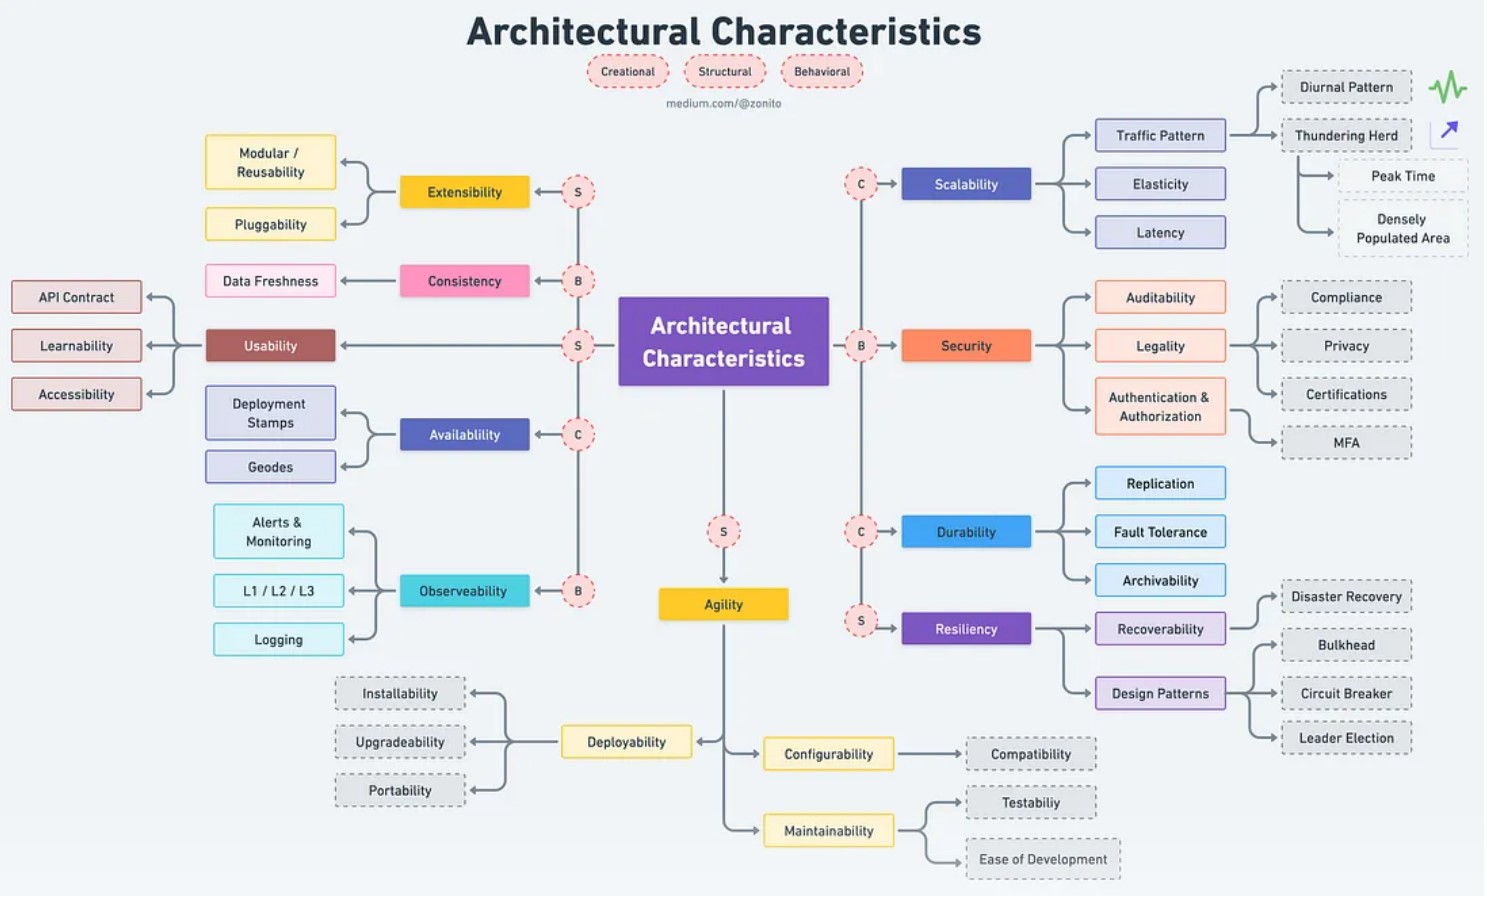 Architectural Characteristics
Creational
Structural
Behavioral
medium.com/@zonito
Modular /
Reusability
Pluggability
Extensibility
S
Data Freshness
Consistency
B
API Contract
Learnability
Accessibility
Usability
S
Deployment
Stamps
Geodes
Availablility
C
Alerts &
Monitoring
L1 / L2 / L3
Logging
Observeability
B
Architectural
Characteristics
C
Scalability
Traffic Pattern
Elasticity
Latency
Diurnal Pattern
Thundering Herd
Peak Time
Densely
Populated Area
B
Security
Auditability
Legality
Authentication &
Authorization
Compliance
Privacy
Certifications
MFA
C
Durability
Replication
Fault Tolerance
Archivability
S
Resiliency
Recoverability
Design Patterns
Disaster Recovery
Bulkhead
Circuit Breaker
Leader Election
S
Agility
Deployability
Installability
Upgradeability
Portability
Configurability
Compatibility
Maintainability
Testabiliy
Ease of Development